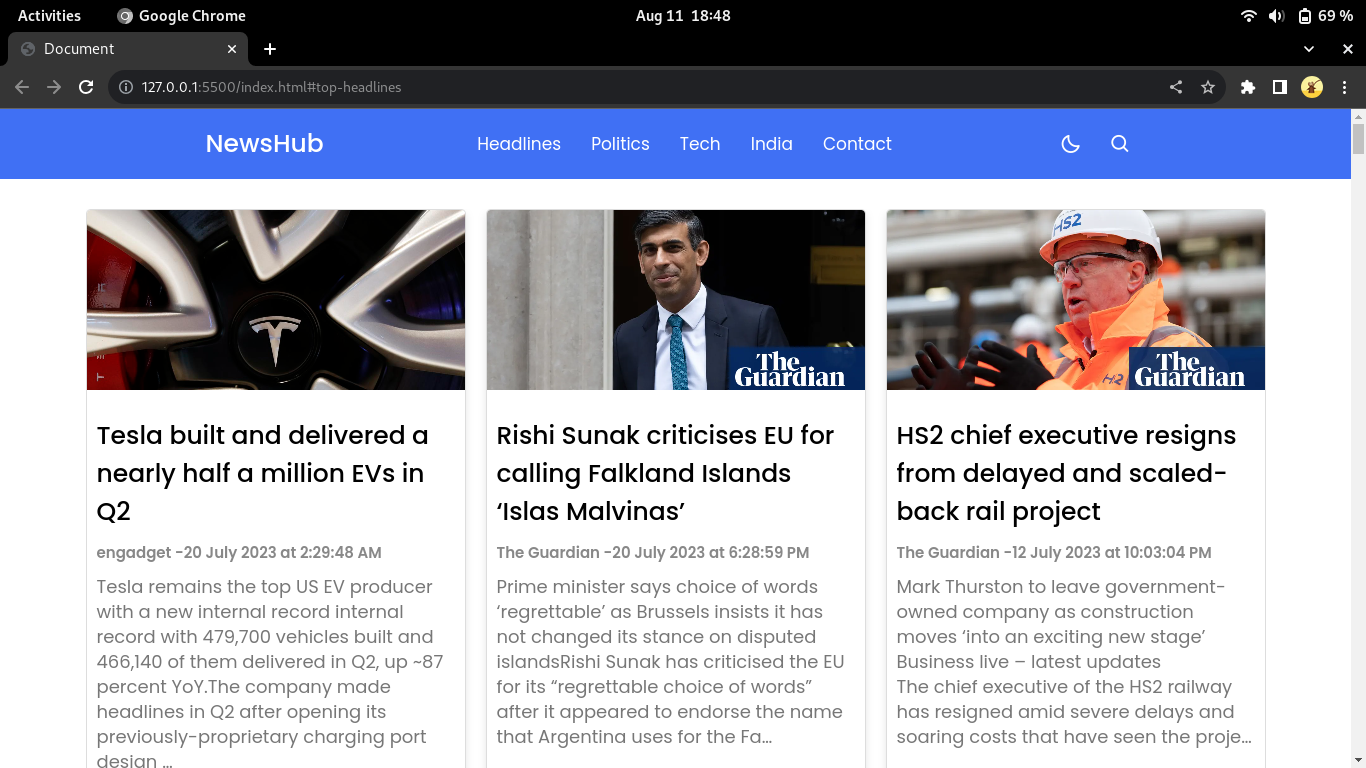 Activities Google Chrome Aug 11 18:48 69 %
Document
127.0.0.1:5500/index.html#top-headlines
NewsHub Headlines Politics Tech India Contact
The
Guardian
HS2
H2
The
Guardian
Tesla built and delivered a
nearly half a million EVs in
Q2
engadget -20 July 2023 at 2:29:48 AM
Tesla remains the top US EV producer
with a new internal record internal
record with 479,700 vehicles built and
466,140 of them delivered in Q2, up ~87
percent YoY.The company made
headlines in Q2 after opening its
previously-proprietary charging port
design ...
Rishi Sunak criticises EU for
calling Falkland Islands
‘Islas Malvinas’
The Guardian -20 July 2023 at 6:28:59 PM
Prime minister says choice of words
‘regrettable’ as Brussels insists it has
not changed its stance on disputed
islandsRishi Sunak has criticised the EU
for its “regrettable choice of words”
after it appeared to endorse the name
that Argentina uses for the Fa...
HS2 chief executive resigns
from delayed and scaled-
back rail project
The Guardian -12 July 2023 at 10:03:04 PM
Mark Thurston to leave government-
owned company as construction
moves ‘into an exciting new stage’
Business live – latest updates
The chief executive of the HS2 railway
has resigned amid severe delays and
soaring costs that have seen the proje...